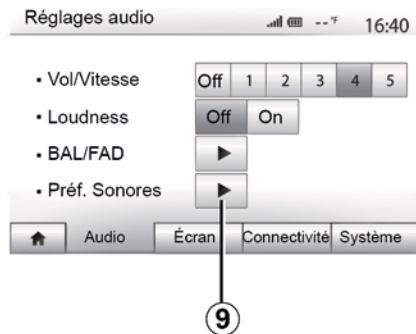 Réglages audio --°F 16:40
• Vol/Vitesse Off 1 2 3 4 5
• Loudness Off On
• BAL/FAD
• Préf. Sonores
Audio Écran Connectivité Système
9